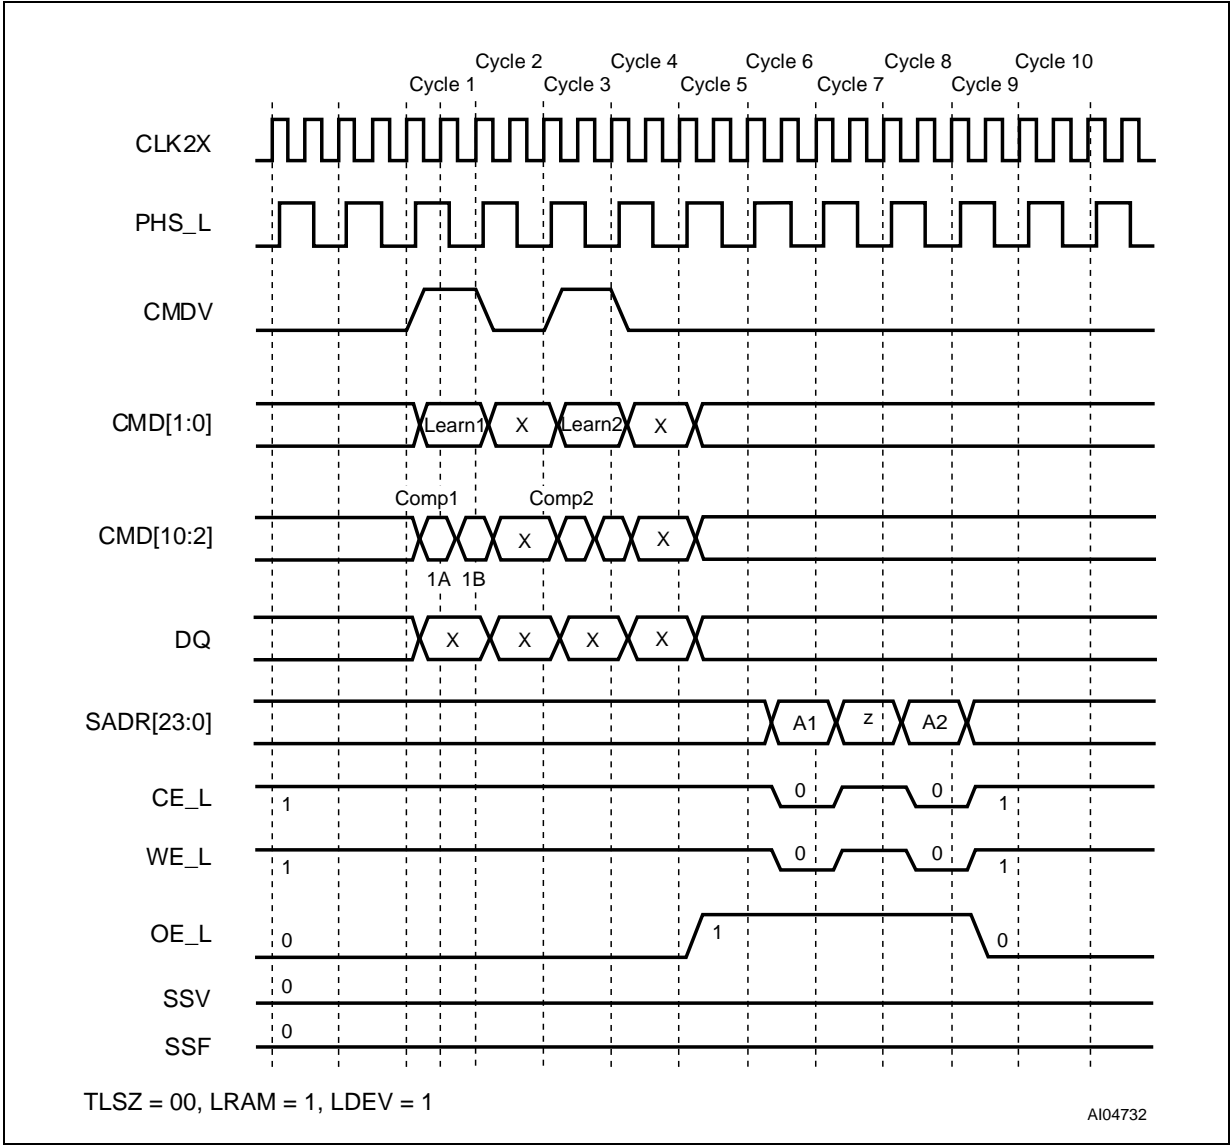 Cycle 2 Cycle 4 Cycle 6 Cycle 8 Cycle 10
Cycle 1 Cycle 3 Cycle 5 Cycle 7 Cycle 9
CLK2X
PHS_L
CMDV
CMD[1:0] Learn1 X Learn2 X
Comp1 Comp2
CMD[10:2] X X
1A 1B
DQ X X X X
SADR[23:0] A1 z A2
CE_L 1 0 0 1
WE_L 1 0 0 1
OE_L 0 1 0
SSV 0
SSF 0
TLSZ = 00, LRAM = 1, LDEV = 1
AI04732